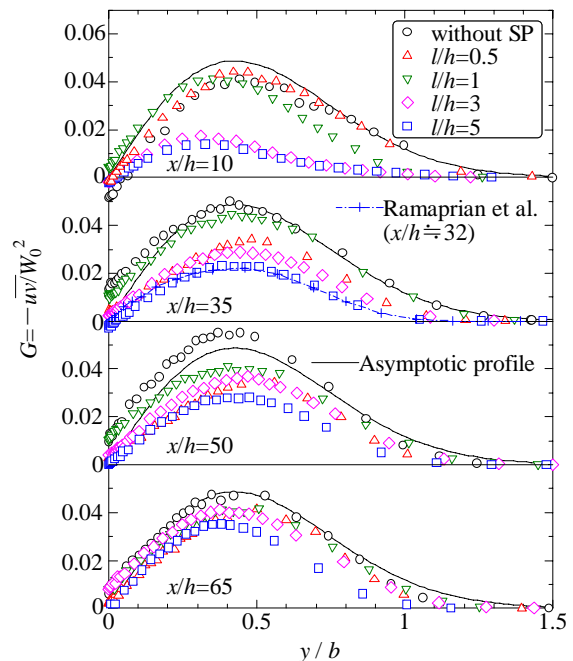 without SP
l/h=0.5
l/h=1
l/h=3
l/h=5
0.06
0.04
0.02
0
x/h=10
Ramaprian et al.
(x/h≒32)
0.04
0.02
0
x/h=35
G=−uv/W₀²
Asymptotic profile
0.04
0.02
0
x/h=50
0.04
0.02
0
x/h=65
0 0.5 1 1.5
y / b